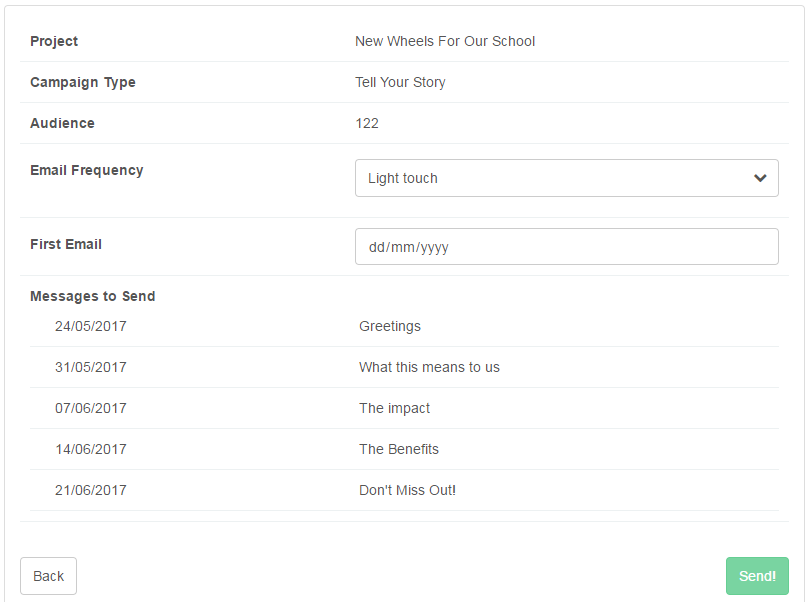 Project New Wheels For Our School
Campaign Type Tell Your Story
Audience 122
Email Frequency Light touch
First Email dd/mm/yyyy
Messages to Send
24/05/2017 Greetings
31/05/2017 What this means to us
07/06/2017 The impact
14/06/2017 The Benefits
21/06/2017 Don't Miss Out!
Back Send!